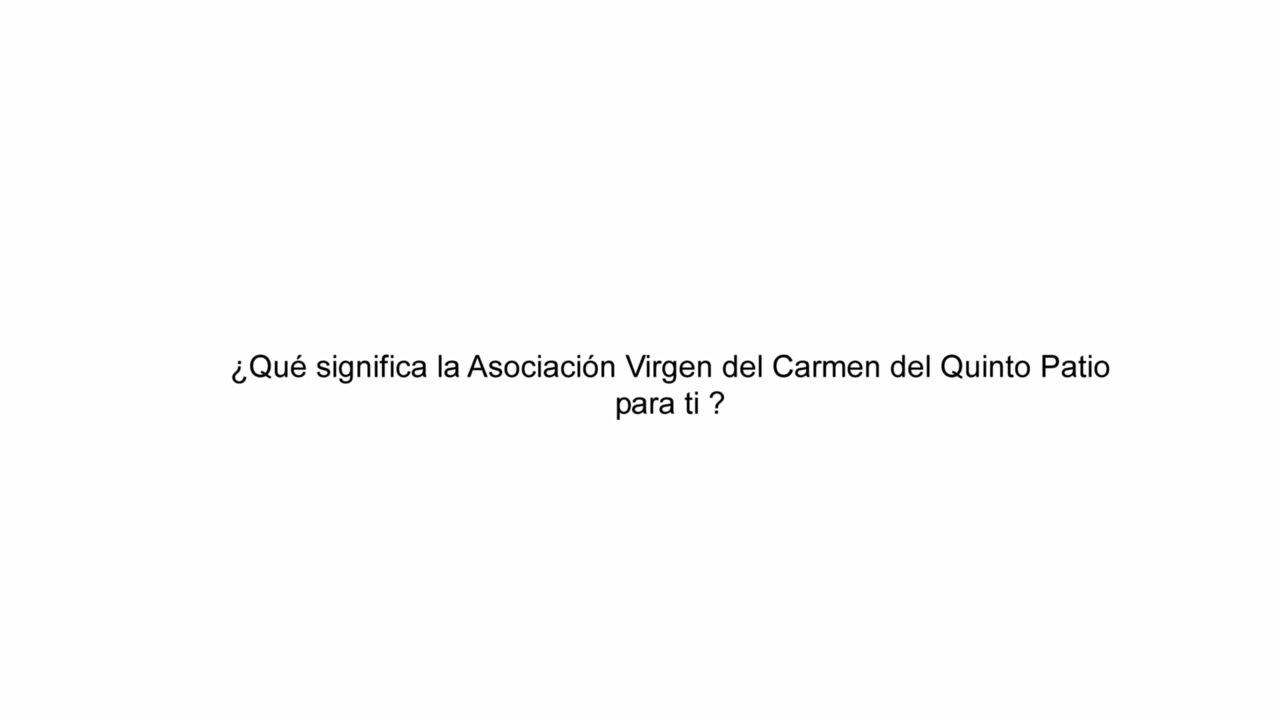 ¿Qué significa la Asociación Virgen del Carmen del Quinto Patio
para ti ?